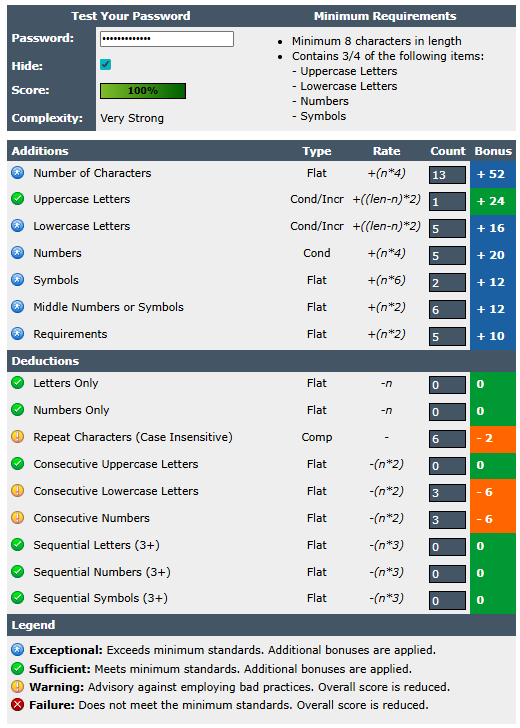 Test Your Password Minimum Requirements
Password: •••••••••••••
• Minimum 8 characters in length
Hide:
• Contains 3/4 of the following items:
- Uppercase Letters
Score: 100%
- Lowercase Letters
- Numbers
Complexity: Very Strong
- Symbols
Additions Type Rate Count Bonus
Number of Characters Flat +(n*4) 13 + 52
Uppercase Letters Cond/Incr +((len-n)*2) 1 + 24
Lowercase Letters Cond/Incr +((len-n)*2) 5 + 16
Numbers Cond +(n*4) 5 + 20
Symbols Flat +(n*6) 2 + 12
Middle Numbers or Symbols Flat +(n*2) 6 + 12
Requirements Flat +(n*2) 5 + 10
Deductions
Letters Only Flat -n 0 0
Numbers Only Flat -n 0 0
Repeat Characters (Case Insensitive) Comp - 6 - 2
Consecutive Uppercase Letters Flat -(n*2) 0 0
Consecutive Lowercase Letters Flat -(n*2) 3 - 6
Consecutive Numbers Flat -(n*2) 3 - 6
Sequential Letters (3+) Flat -(n*3) 0 0
Sequential Numbers (3+) Flat -(n*3) 0 0
Sequential Symbols (3+) Flat -(n*3) 0 0
Legend
Exceptional: Exceeds minimum standards. Additional bonuses are applied.
Sufficient: Meets minimum standards. Additional bonuses are applied.
Warning: Advisory against employing bad practices. Overall score is reduced.
Failure: Does not meet the minimum standards. Overall score is reduced.